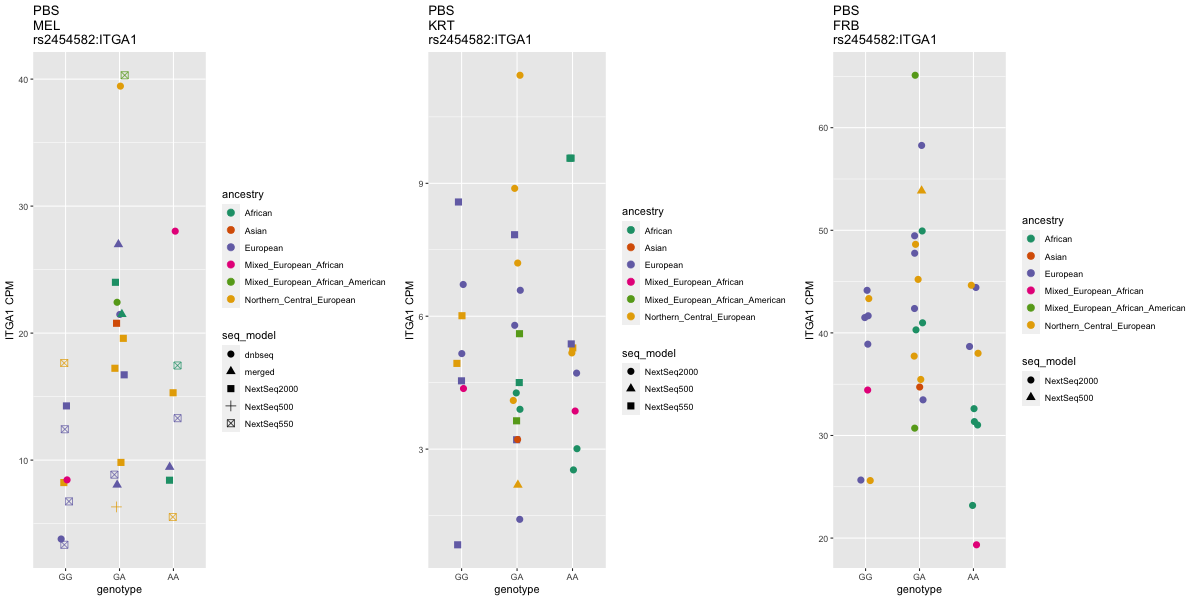 PBS
MEL
rs2454582:ITGA1
40
30
20
10
ITGA1 CPM
GG
GA
AA
genotype
ancestry
African
Asian
European
Mixed_European_African
Mixed_European_African_American
Northern_Central_European
seq_model
dnbseq
merged
NextSeq2000
NextSeq500
NextSeq550
PBS
KRT
rs2454582:ITGA1
9
6
3
ITGA1 CPM
GG
GA
AA
genotype
ancestry
African
Asian
European
Mixed_European_African
Mixed_European_African_American
Northern_Central_European
seq_model
NextSeq2000
NextSeq500
NextSeq550
PBS
FRB
rs2454582:ITGA1
60
50
40
30
20
ITGA1 CPM
GG
GA
AA
genotype
ancestry
African
Asian
European
Mixed_European_African
Mixed_European_African_American
Northern_Central_European
seq_model
NextSeq2000
NextSeq500